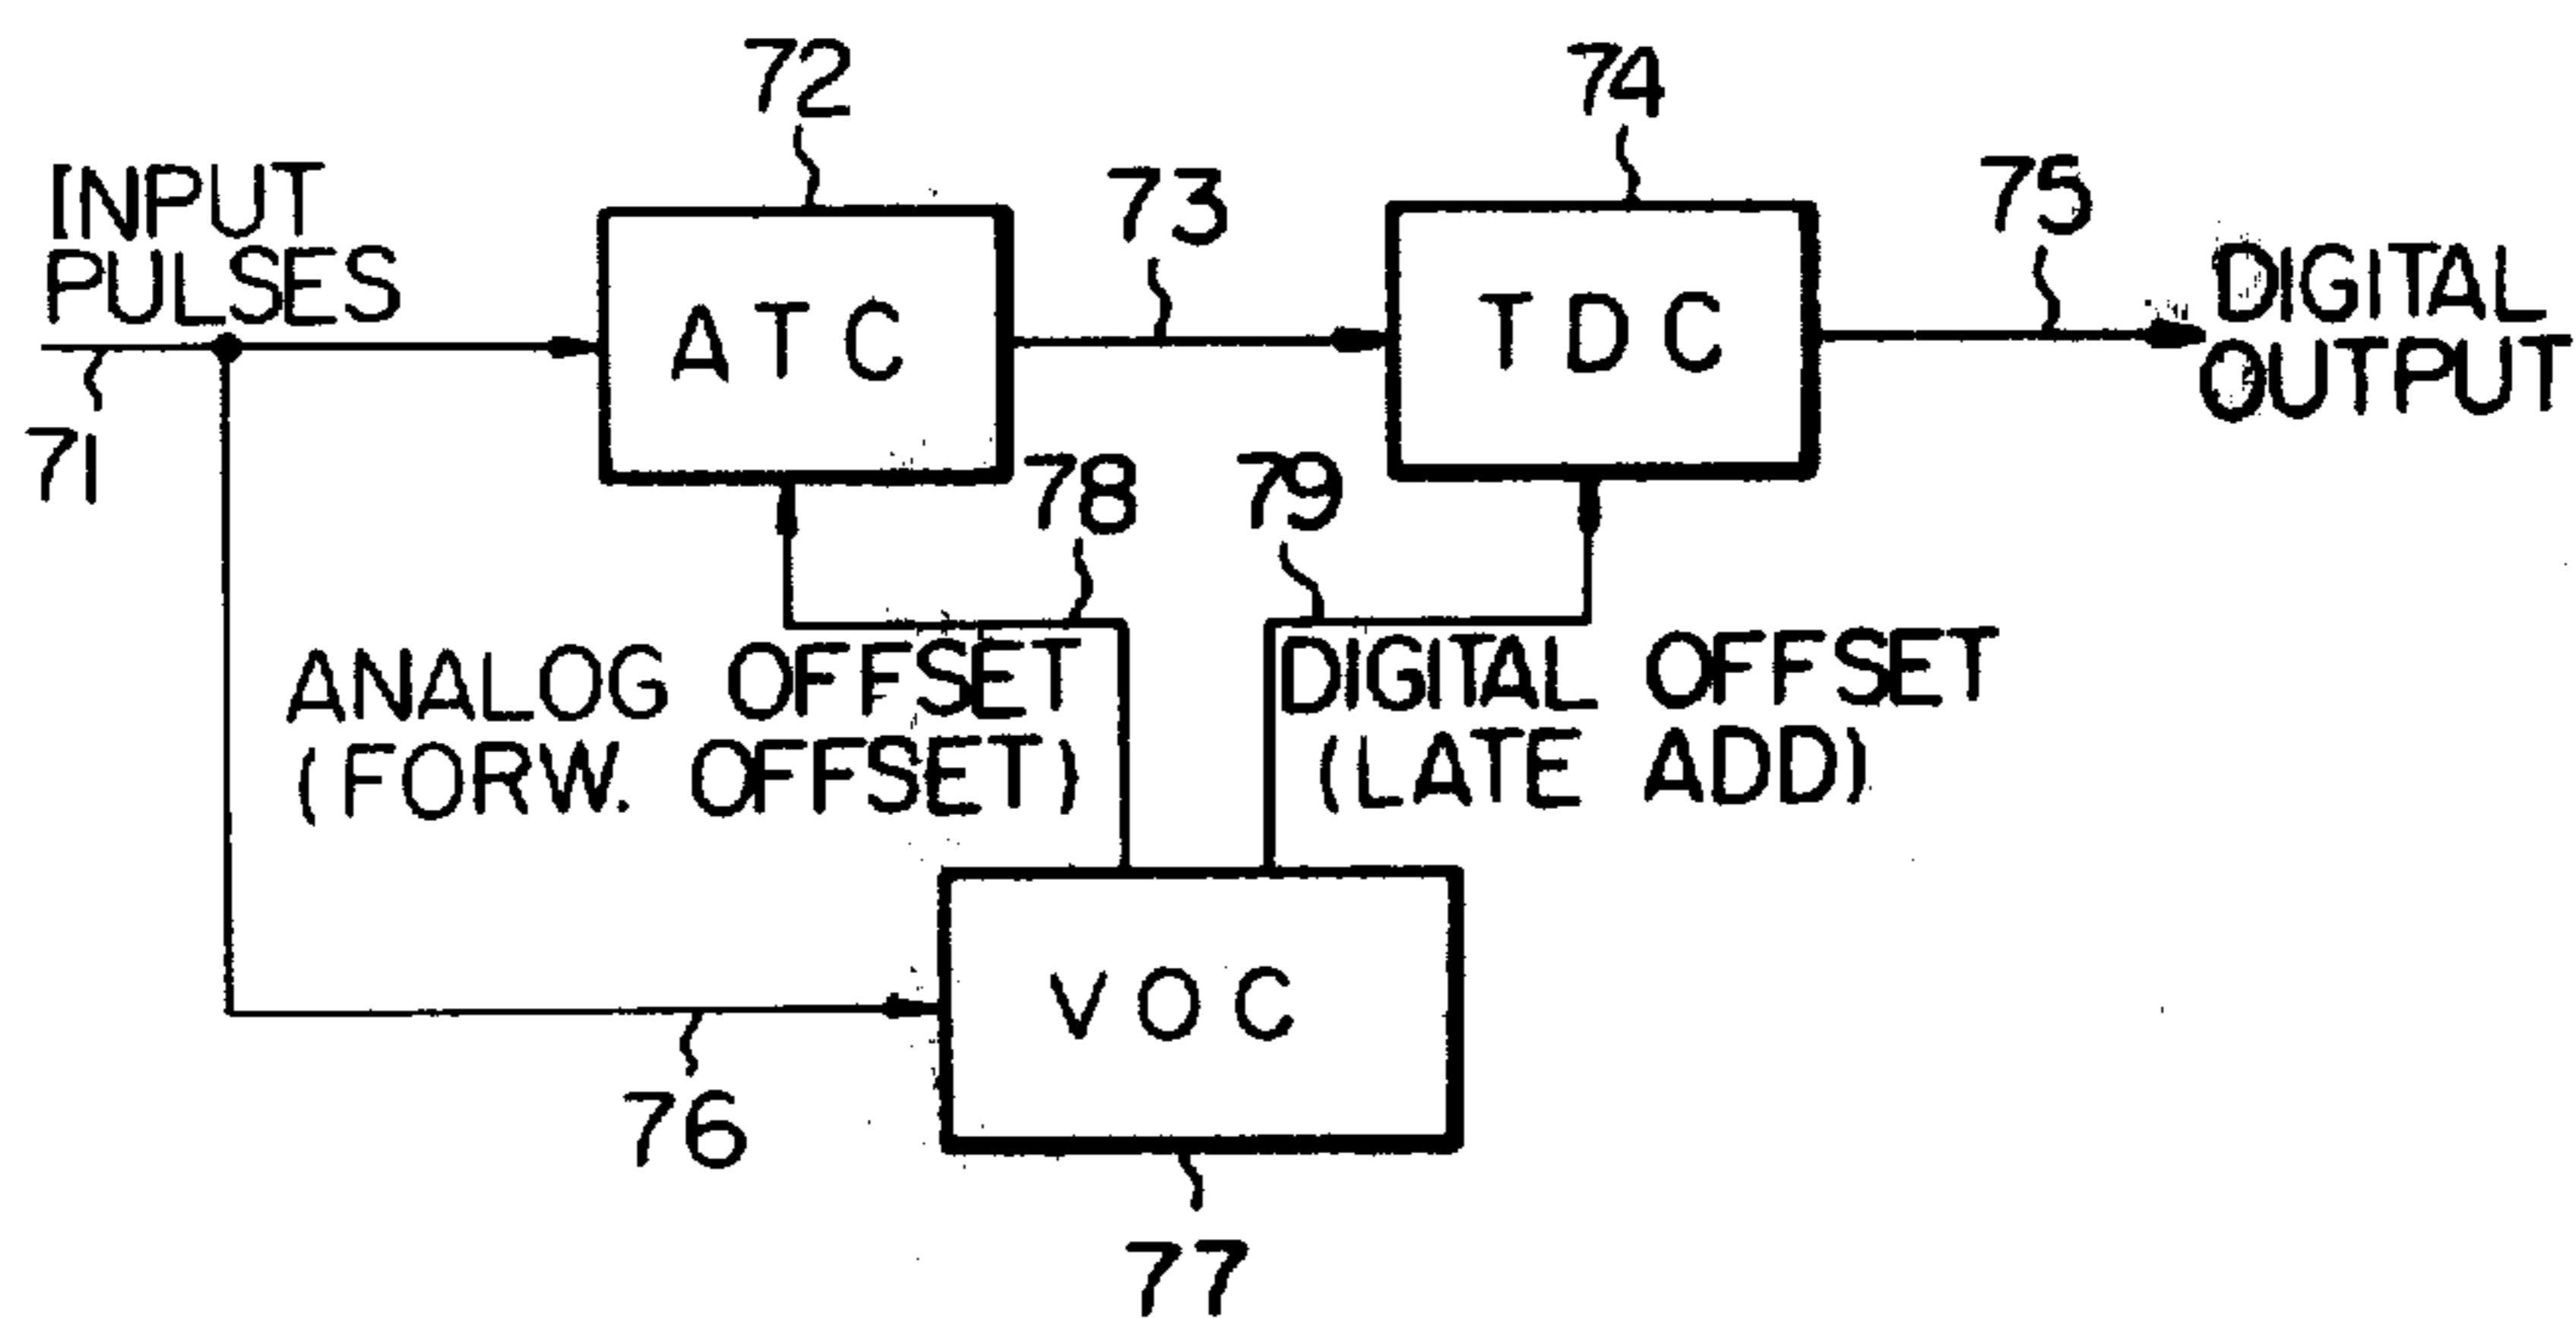 72
74
INPUT
PULSES
73
75
DIGITAL
OUTPUT
ATC
TDC
71
78
79
ANALOG OFFSET
(FORW. OFFSET)
DIGITAL OFFSET
(LATE ADD)
VOC
76
77